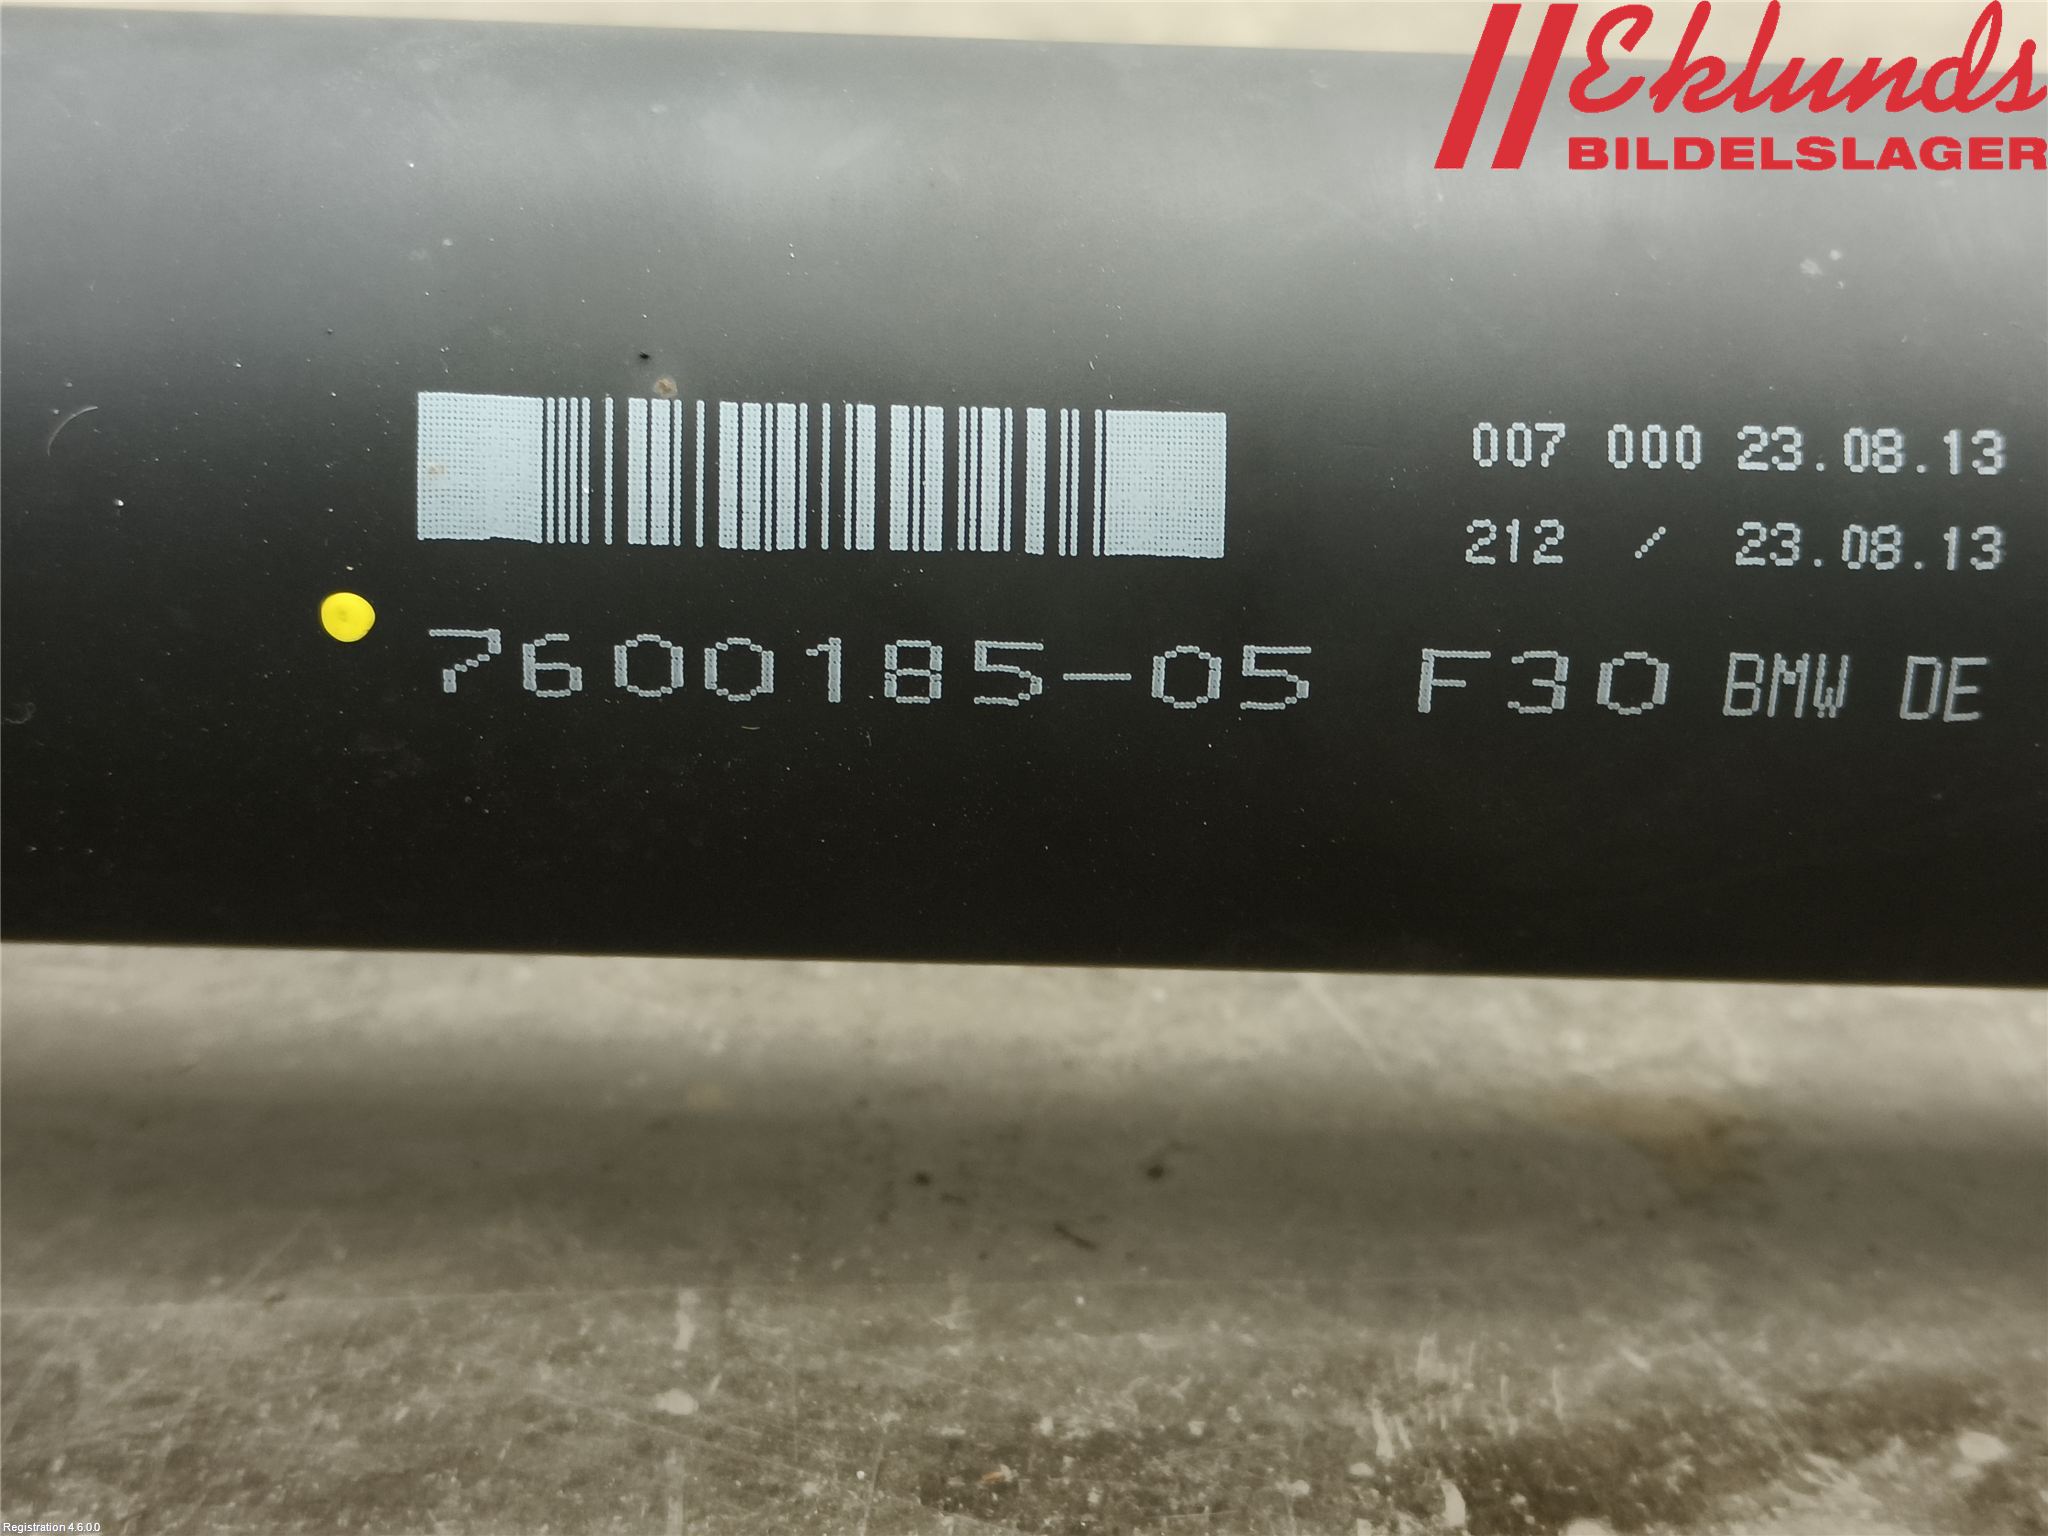 Eklunds
BILDELSLAGER
007 000 23.08.13
212 / 23.08.13
7600185-05 F30 BMW DE
Registration 4.6.0.0